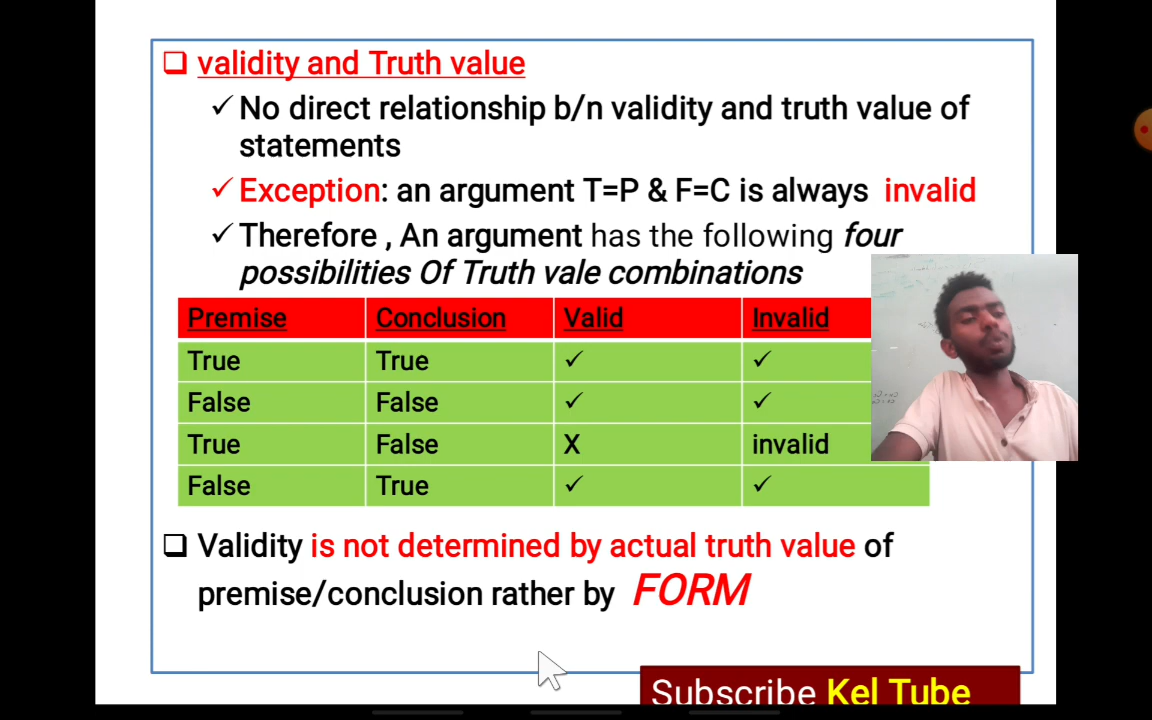 ❑ validity and Truth value
✓ No direct relationship b/n validity and truth value of
statements
✓ Exception: an argument T=P & F=C is always invalid
✓ Therefore , An argument has the following four
possibilities Of Truth vale combinations
Premise Conclusion Valid Invalid
True True ✓ ✓
False False ✓ ✓
True False X invalid
False True ✓ ✓
❑ Validity is not determined by actual truth value of
premise/conclusion rather by FORM
Subscribe Kel Tube